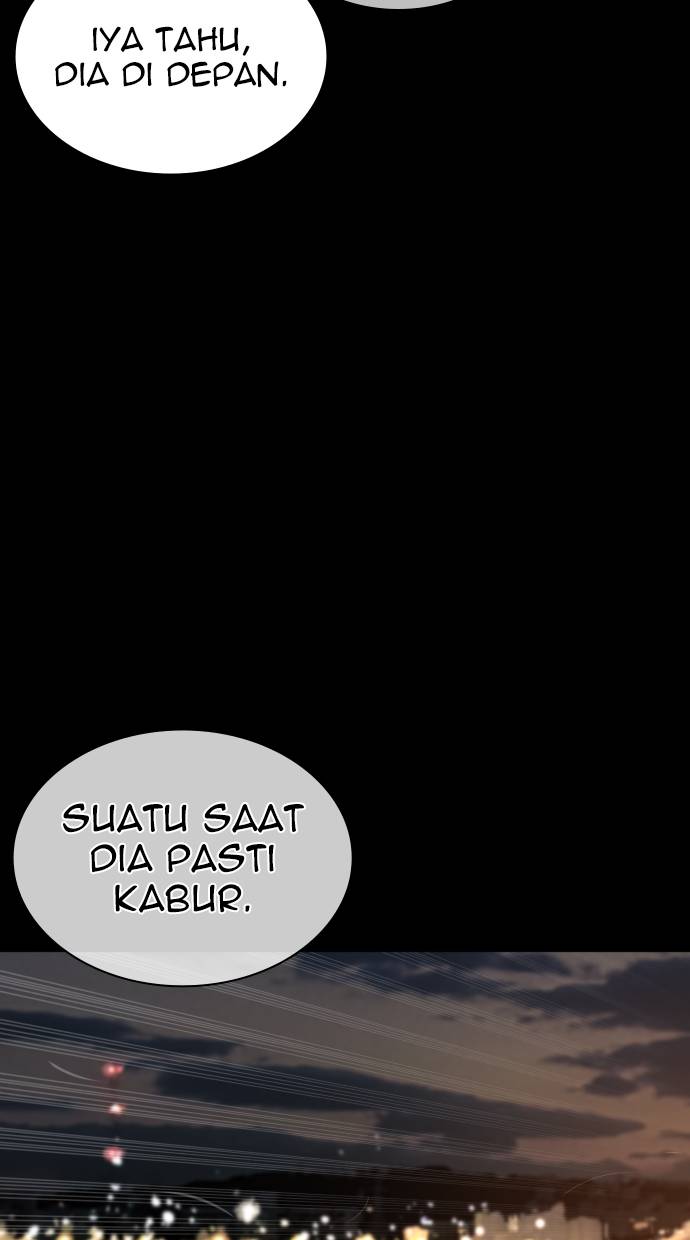 IYA TAHU,
DIA DI DEPAN.
SUATU SAAT
DIA PASTI
KABUR.